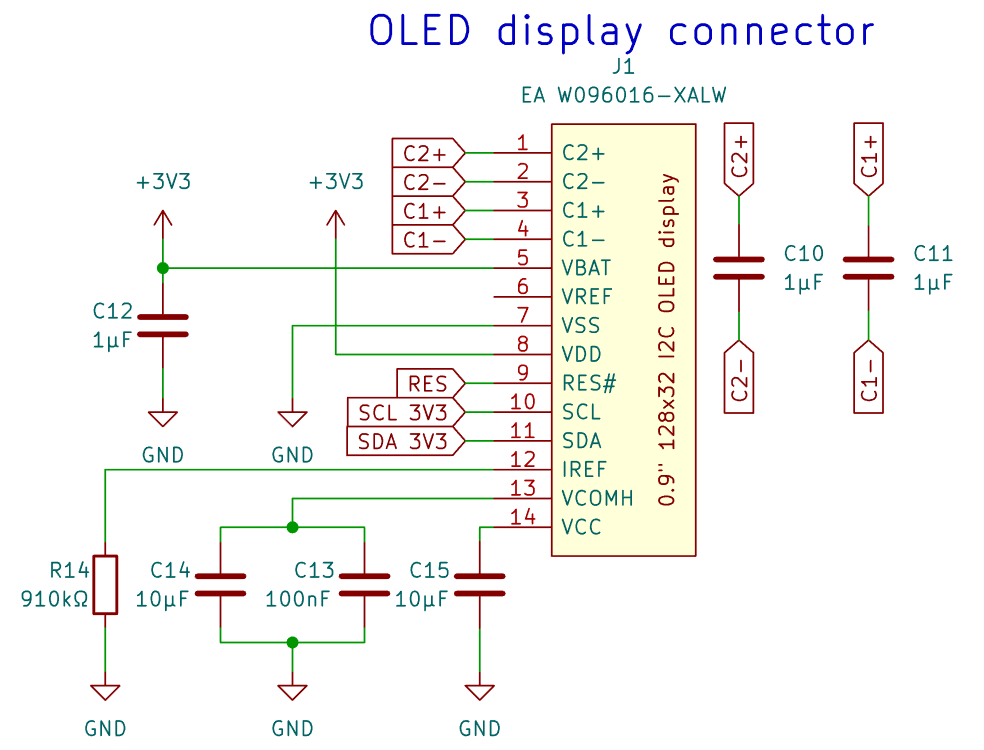 OLED display connector
J1
EA W096016-XALW
C2+
C2-
C1+
C1-
1
2
3
4
5
6
7
8
9
10
11
12
13
14
C2+
C2-
C1+
C1-
VBAT
VREF
VSS
VDD
RES#
SCL
SDA
IREF
VCOMH
VCC
0.9" 128x32 I2C OLED display
+3V3
+3V3
C12
1µF
GND
GND
RES
SCL 3V3
SDA 3V3
C2+
C10
1µF
C2-
C1+
C11
1µF
C1-
R14
910kΩ
GND
C14
10µF
C13
100nF
GND
C15
10µF
GND